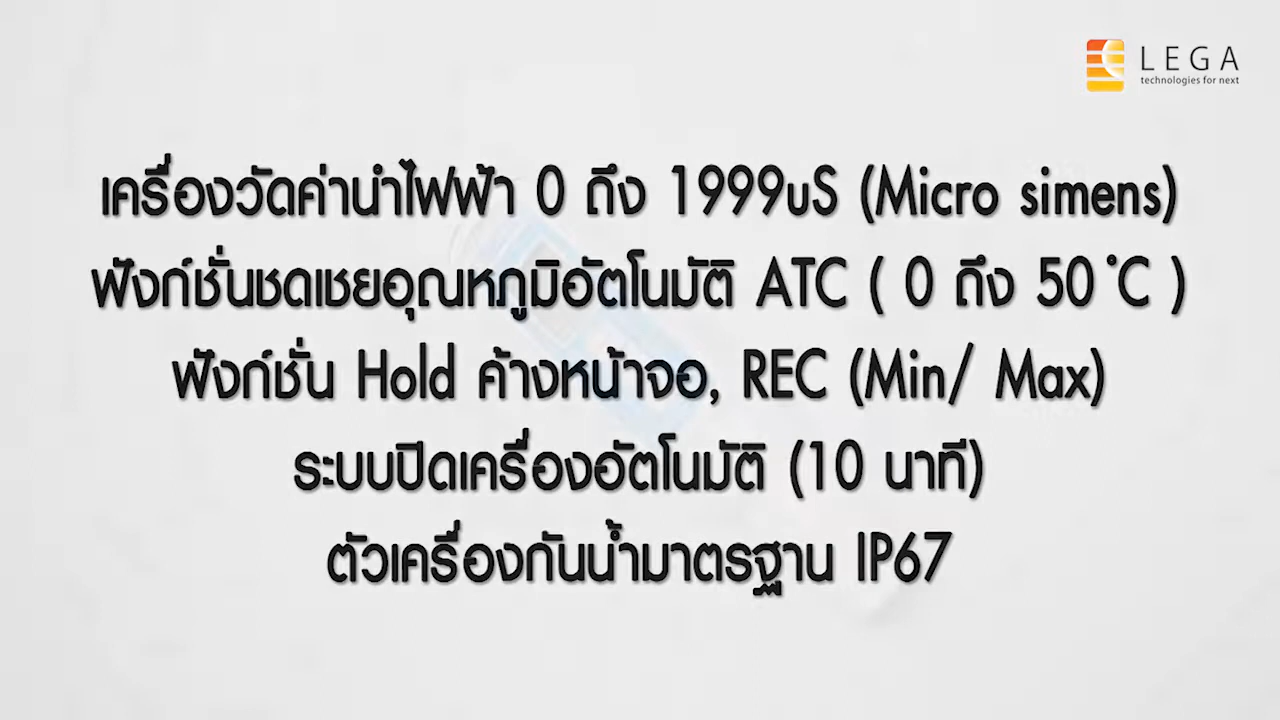 LEGA
technologies for next
เครื่องวัดค่านำไฟฟ้า 0 ถึง 1999uS (Micro simens)
ฟังก์ชั่นชดเชยอุณหภูมิอัตโนมัติ ATC ( 0 ถึง 50 °C )
ฟังก์ชั่น Hold ค้างหน้าจอ, REC (Min/ Max)
ระบบปิดเครื่องอัตโนมัติ (10 นาที)
ตัวเครื่องกันน้ำมาตรฐาน IP67